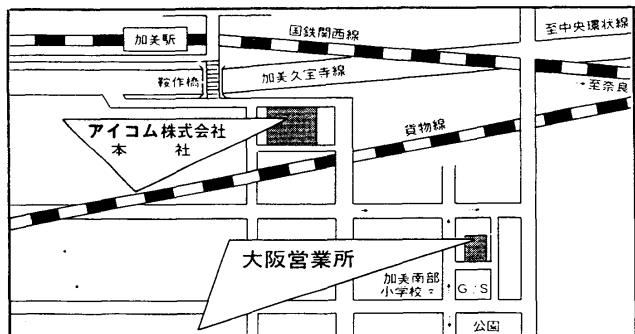 国鉄関西線
至中央環状線
加美駅
鞍作橋
加美久宝寺線
→至奈良
アイコム株式会社
本社
貨物線
大阪営業所
加美南部
小学校
G.S
公園